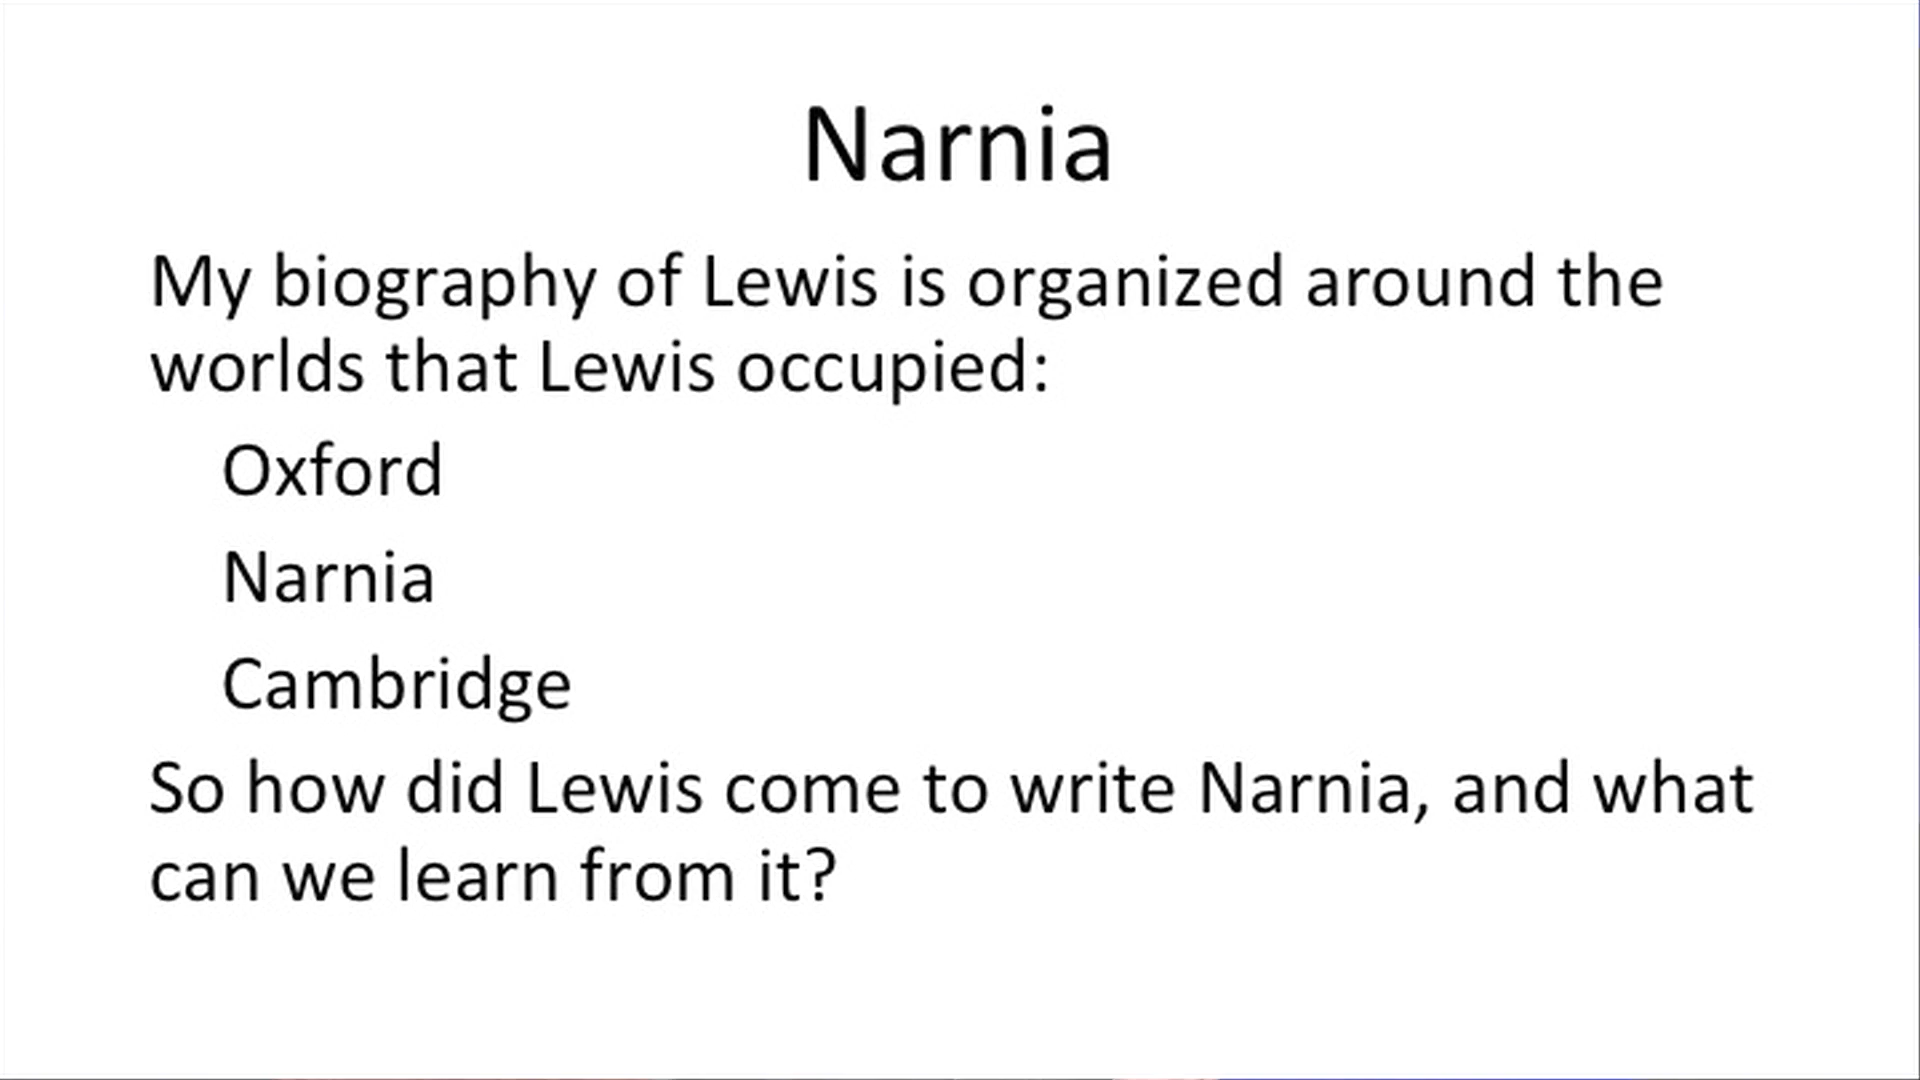 Narnia
My biography of Lewis is organized around the
worlds that Lewis occupied:
Oxford
Narnia
Cambridge
So how did Lewis come to write Narnia, and what
can we learn from it?